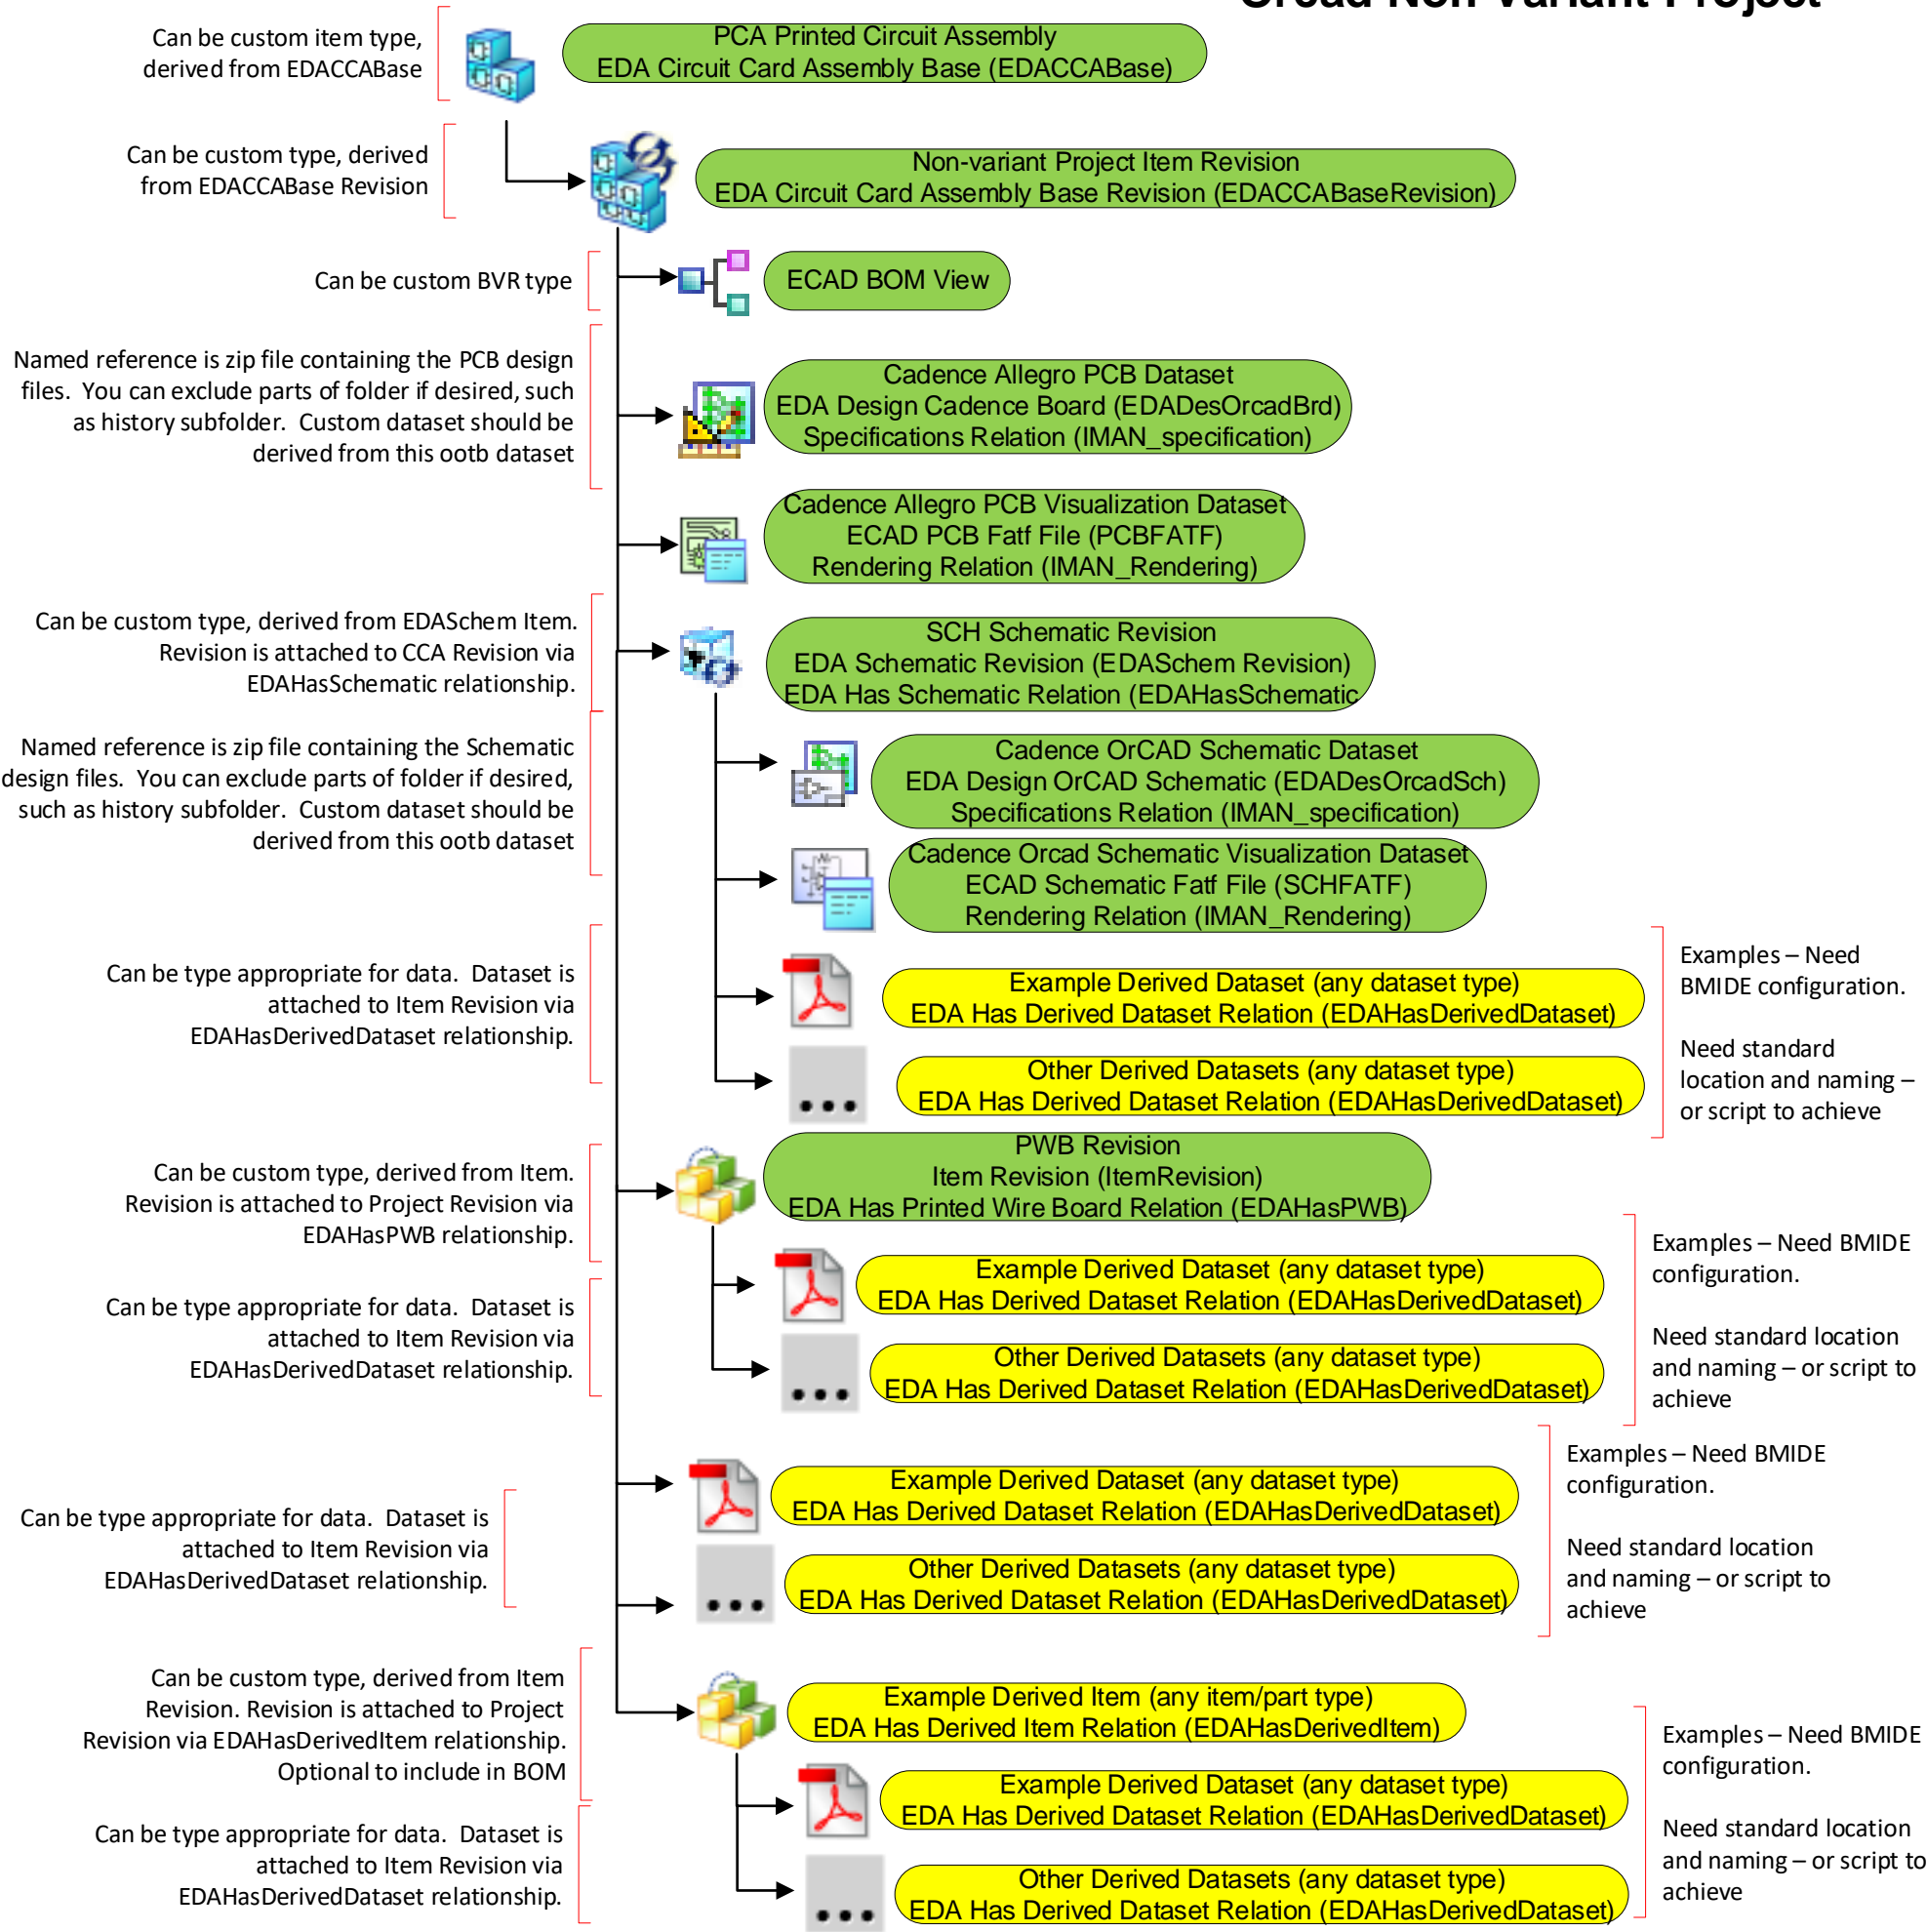 Orcad Non-Variant Project
Can be custom item type,
derived from EDACCABase
PCA Printed Circuit Assembly
EDA Circuit Card Assembly Base (EDACCABase)
Can be custom type, derived
from EDACCABase Revision
Non-variant Project Item Revision
EDA Circuit Card Assembly Base Revision (EDACCABaseRevision)
Can be custom BVR type
ECAD BOM View
Named reference is zip file containing the PCB design
files. You can exclude parts of folder if desired, such
as history subfolder. Custom dataset should be
derived from this ootb dataset
Cadence Allegro PCB Dataset
EDA Design Cadence Board (EDADesOrcadBrd)
Specifications Relation (IMAN_specification)
Cadence Allegro PCB Visualization Dataset
ECAD PCB Fatf File (PCBFATF)
Rendering Relation (IMAN_Rendering)
Can be custom type, derived from EDASchem Item.
Revision is attached to CCA Revision via
EDAHasSchematic relationship.
SCH Schematic Revision
EDA Schematic Revision (EDASchem Revision)
EDA Has Schematic Relation (EDAHasSchematic
Named reference is zip file containing the Schematic
design files. You can exclude parts of folder if desired,
such as history subfolder. Custom dataset should be
derived from this ootb dataset
Cadence OrCAD Schematic Dataset
EDA Design OrCAD Schematic (EDADesOrcadSch)
Specifications Relation (IMAN_specification)
Cadence Orcad Schematic Visualization Dataset
ECAD Schematic Fatf File (SCHFATF)
Rendering Relation (IMAN_Rendering)
Can be type appropriate for data. Dataset is
attached to Item Revision via
EDAHasDerivedDataset relationship.
Example Derived Dataset (any dataset type)
EDA Has Derived Dataset Relation (EDAHasDerivedDataset)
Other Derived Datasets (any dataset type)
EDA Has Derived Dataset Relation (EDAHasDerivedDataset)
Examples – Need
BMIDE configuration.
Need standard
location and naming –
or script to achieve
Can be custom type, derived from Item.
Revision is attached to Project Revision via
EDAHasPWB relationship.
PWB Revision
Item Revision (ItemRevision)
EDA Has Printed Wire Board Relation (EDAHasPWB)
Can be type appropriate for data. Dataset is
attached to Item Revision via
EDAHasDerivedDataset relationship.
Example Derived Dataset (any dataset type)
EDA Has Derived Dataset Relation (EDAHasDerivedDataset)
Other Derived Datasets (any dataset type)
EDA Has Derived Dataset Relation (EDAHasDerivedDataset)
Examples – Need BMIDE
configuration.
Need standard location
and naming – or script to
achieve
Can be type appropriate for data. Dataset is
attached to Item Revision via
EDAHasDerivedDataset relationship.
Example Derived Dataset (any dataset type)
EDA Has Derived Dataset Relation (EDAHasDerivedDataset)
Other Derived Datasets (any dataset type)
EDA Has Derived Dataset Relation (EDAHasDerivedDataset)
Examples – Need BMIDE
configuration.
Need standard location
and naming – or script to
achieve
Can be custom type, derived from Item
Revision. Revision is attached to Project
Revision via EDAHasDerivedItem relationship.
Optional to include in BOM
Example Derived Item (any item/part type)
EDA Has Derived Item Relation (EDAHasDerivedItem)
Can be type appropriate for data. Dataset is
attached to Item Revision via
EDAHasDerivedDataset relationship.
Example Derived Dataset (any dataset type)
EDA Has Derived Dataset Relation (EDAHasDerivedDataset)
Other Derived Datasets (any dataset type)
EDA Has Derived Dataset Relation (EDAHasDerivedDataset)
Examples – Need BMIDE
configuration.
Need standard location
and naming – or script to
achieve